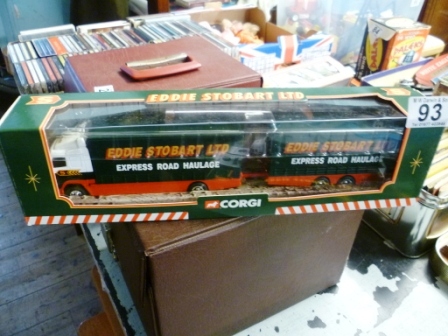 93
EDDIE STOBART LTD
EDDIE STOBART LTD
EXPRESS ROAD HAULAGE
EDDIE STOBART LTD
EXPRESS ROAD HAULAGE
CORGI